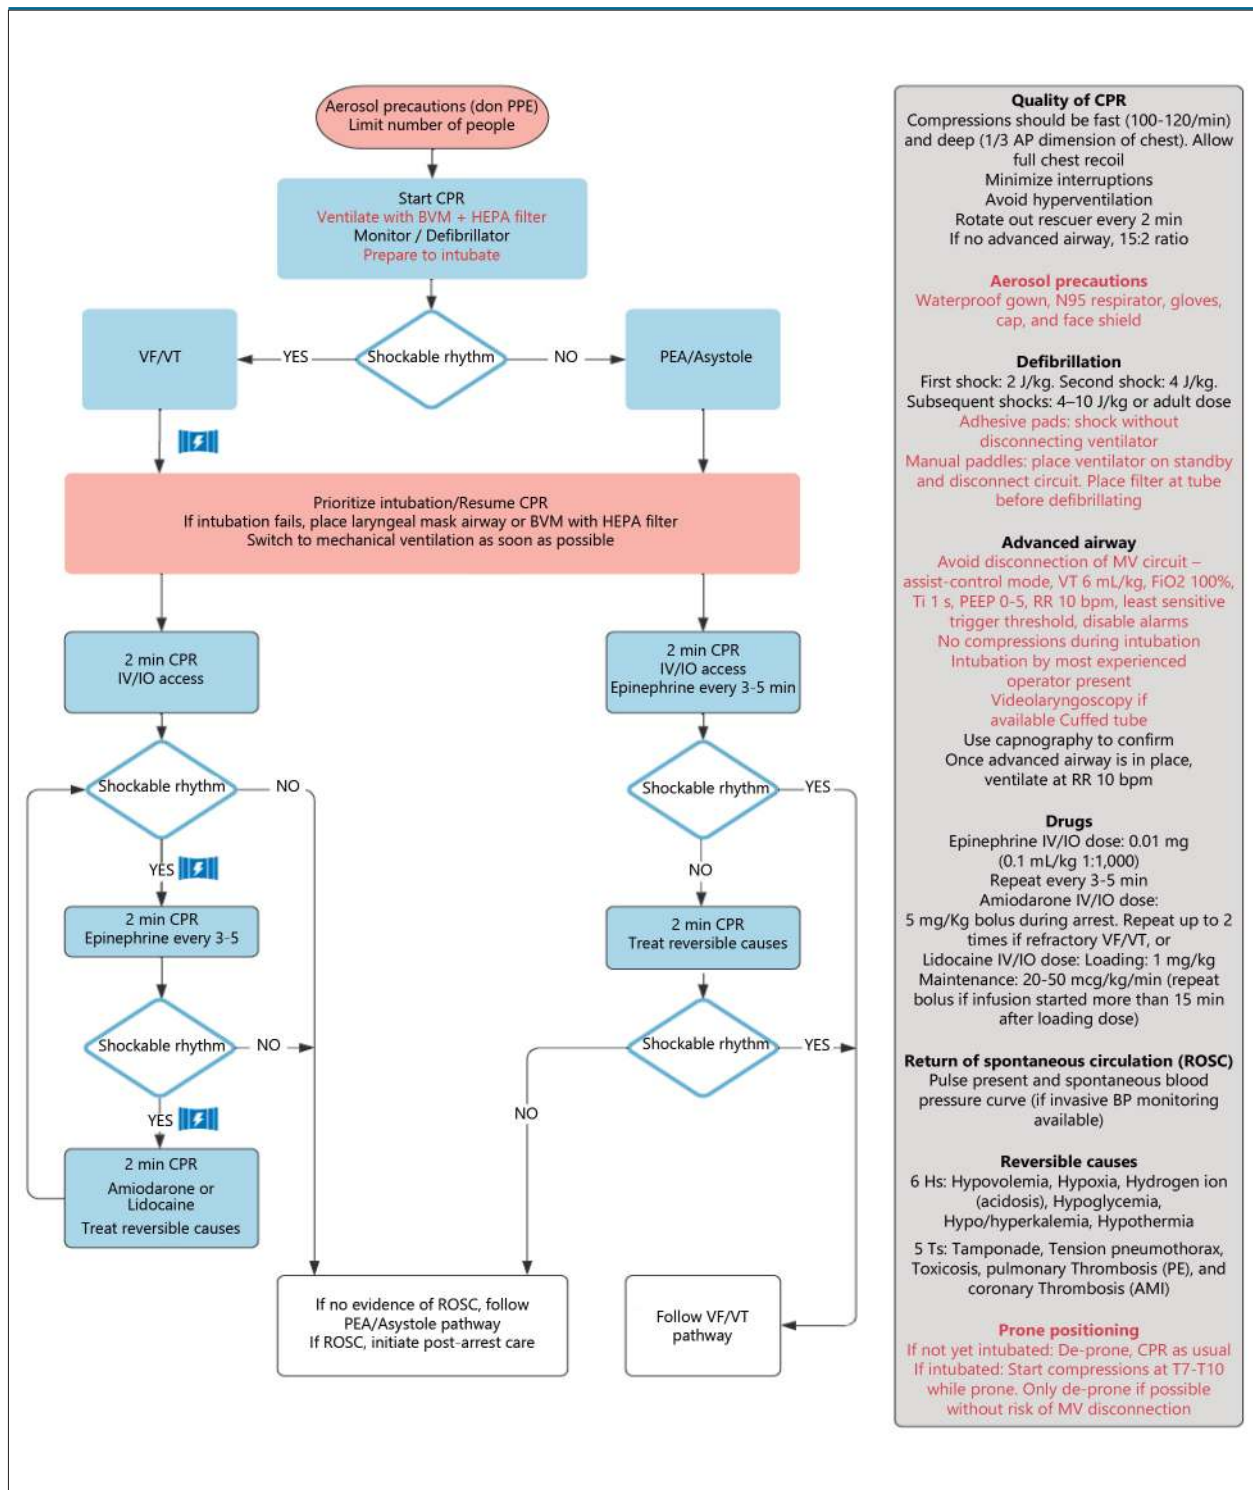 Aerosol precautions (don PPE)
Limit number of people
Start CPR
Ventilate with BVM + HEPA filter
Monitor / Defibrillator
Prepare to intubate
VF/VT
YES
Shockable rhythm
NO
PEA/Asystole
Prioritize intubation/Resume CPR
If intubation fails, place laryngeal mask airway or BVM with HEPA filter
Switch to mechanical ventilation as soon as possible
2 min CPR
IV/IO access
2 min CPR
IV/IO access
Epinephrine every 3-5 min
Shockable rhythm
NO
Shockable rhythm
YES
YES
NO
2 min CPR
Epinephrine every 3-5
2 min CPR
Treat reversible causes
Shockable rhythm
NO
Shockable rhythm
YES
YES
NO
2 min CPR
Amiodarone or
Lidocaine
Treat reversible causes
If no evidence of ROSC, follow
PEA/Asystole pathway
If ROSC, initiate post-arrest care
Follow VF/VT
pathway
Quality of CPR
Compressions should be fast (100-120/min)
and deep (1/3 AP dimension of chest). Allow
full chest recoil
Minimize interruptions
Avoid hyperventilation
Rotate out rescuer every 2 min
If no advanced airway, 15:2 ratio
Aerosol precautions
Waterproof gown, N95 respirator, gloves,
cap, and face shield
Defibrillation
First shock: 2 J/kg. Second shock: 4 J/kg.
Subsequent shocks: 4–10 J/kg or adult dose
Adhesive pads: shock without
disconnecting ventilator
Manual paddles: place ventilator on standby
and disconnect circuit. Place filter at tube
before defibrillating
Advanced airway
Avoid disconnection of MV circuit –
assist-control mode, VT 6 mL/kg, FiO2 100%,
Ti 1 s, PEEP 0-5, RR 10 bpm, least sensitive
trigger threshold, disable alarms
No compressions during intubation
Intubation by most experienced
operator present
Videolaryngoscopy if
available Cuffed tube
Use capnography to confirm
Once advanced airway is in place,
ventilate at RR 10 bpm
Drugs
Epinephrine IV/IO dose: 0.01 mg
(0.1 mL/kg 1:1,000)
Repeat every 3-5 min
Amiodarone IV/IO dose:
5 mg/Kg bolus during arrest. Repeat up to 2
times if refractory VF/VT, or
Lidocaine IV/IO dose: Loading: 1 mg/kg
Maintenance: 20-50 mcg/kg/min (repeat
bolus if infusion started more than 15 min
after loading dose)
Return of spontaneous circulation (ROSC)
Pulse present and spontaneous blood
pressure curve (if invasive BP monitoring
available)
Reversible causes
6 Hs: Hypovolemia, Hypoxia, Hydrogen ion
(acidosis), Hypoglycemia,
Hypo/hyperkalemia, Hypothermia
5 Ts: Tamponade, Tension pneumothorax,
Toxicosis, pulmonary Thrombosis (PE), and
coronary Thrombosis (AMI)
Prone positioning
If not yet intubated: De-prone, CPR as usual
If intubated: Start compressions at T7-T10
while prone. Only de-prone if possible
without risk of MV disconnection